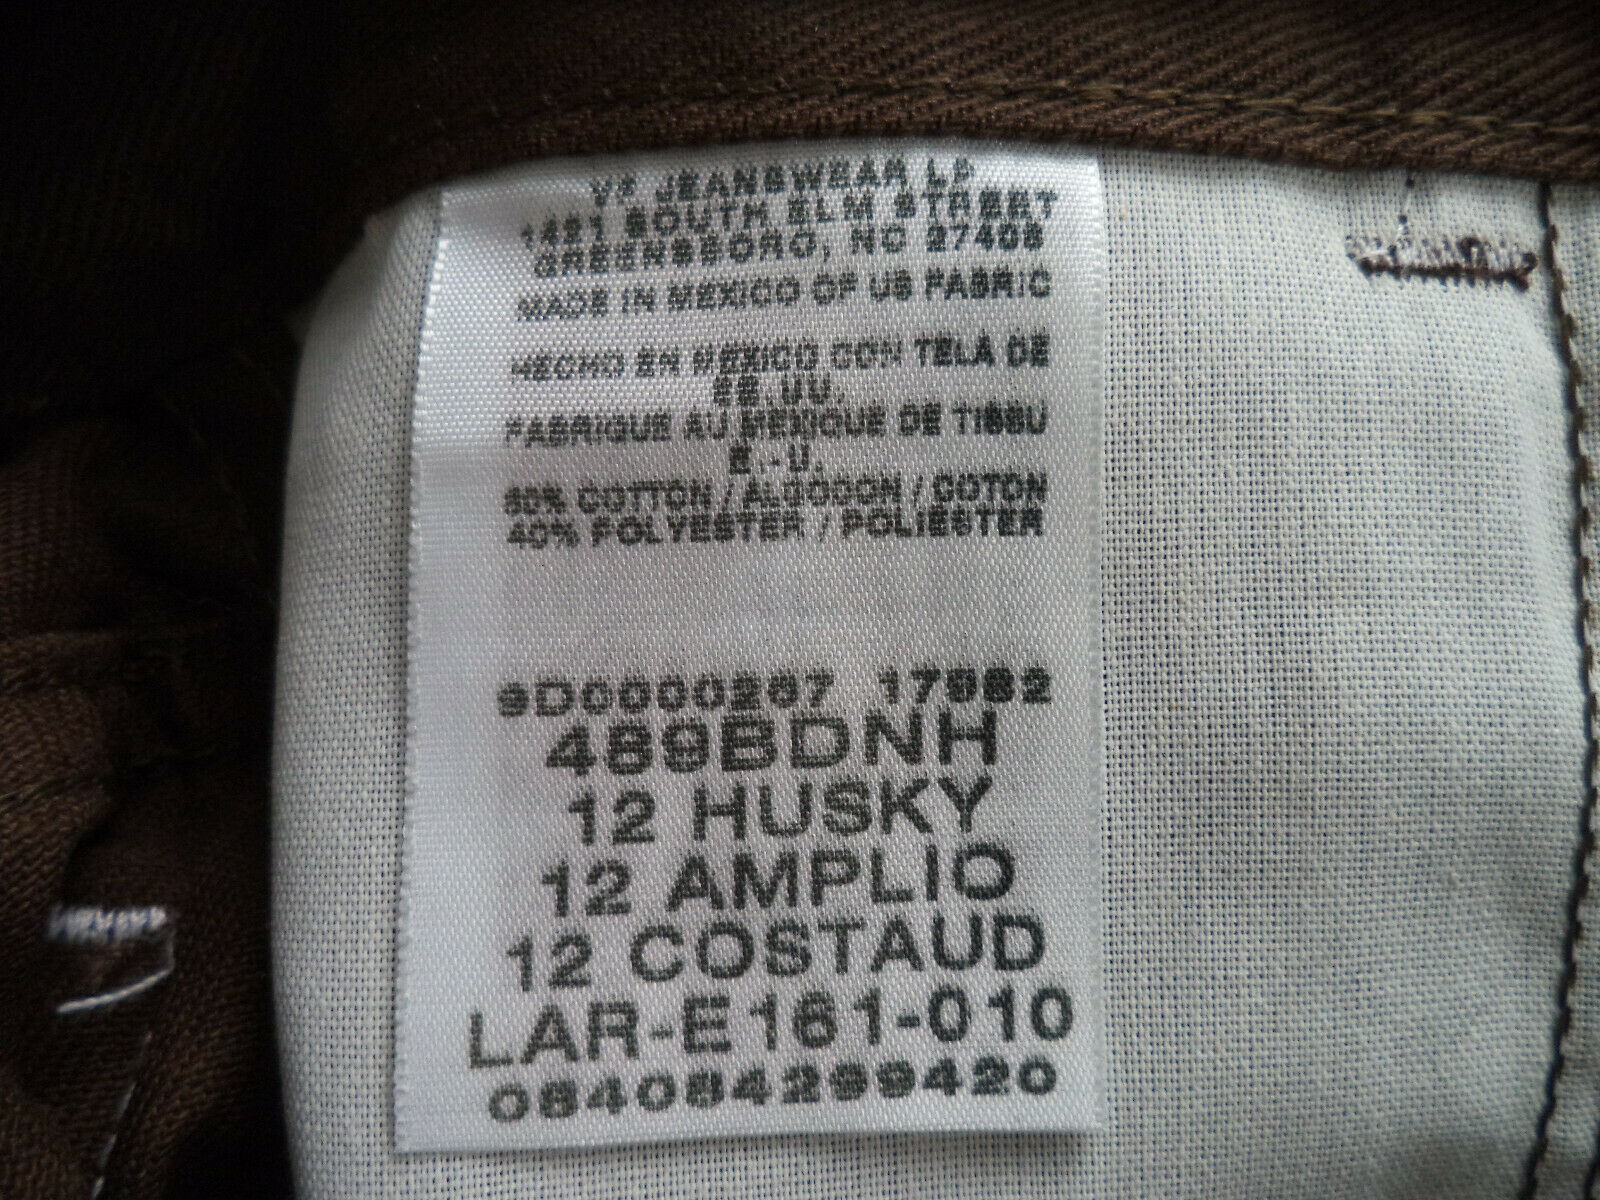 VF JEANSWEAR LP
1421 SOUTH ELM STREET
GREENSBORO, NC 27406
MADE IN MEXICO OF US FABRIC
HECHO EN MEXICO CON TELA DE
EE.UU.
FABRIQUE AU MEXIQUE DE TISSU
E.-U.
60% COTTON / ALGODON / COTON
40% POLYESTER / POLIESTER
9D0000267 17882
489BDNH
12 HUSKY
12 AMPLIO
12 COSTAUD
LAR-E161-010
084084299420